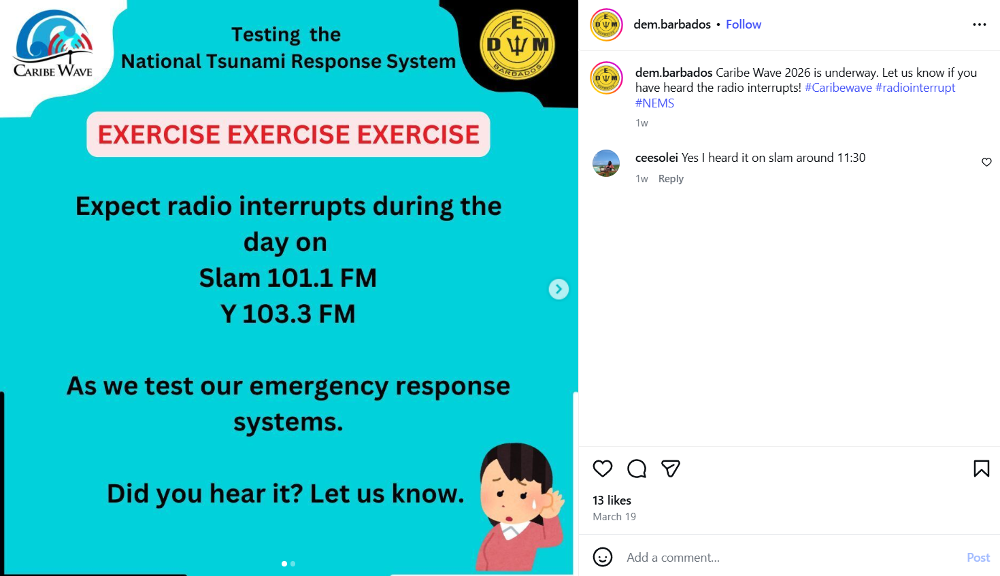 CARIBE WAVE
Testing the
National Tsunami Response System
E
D M
BARBADOS
EXERCISE EXERCISE EXERCISE
Expect radio interrupts during the
day on
Slam 101.1 FM
Y 103.3 FM
As we test our emergency response
systems.
Did you hear it? Let us know.
dem.barbados • Follow
dem.barbados Caribe Wave 2026 is underway. Let us know if you
have heard the radio interrupts! #Caribewave #radiointerrupt
#NEMS
1w
ceesolei Yes I heard it on slam around 11:30
1w Reply
13 likes
March 19
Add a comment...
Post